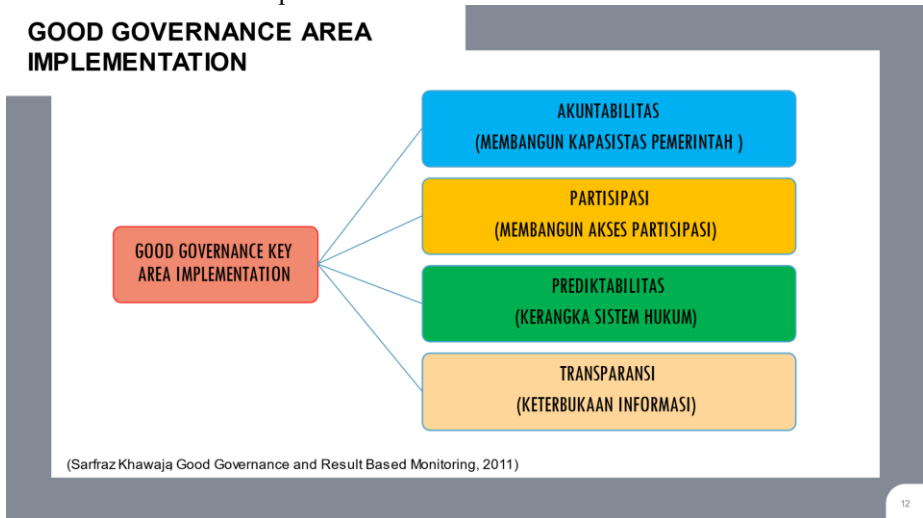 GOOD GOVERNANCE AREA
IMPLEMENTATION
AKUNTABILITAS
(MEMBANGUN KAPASISTAS PEMERINTAH )
PARTISIPASI
(MEMBANGUN AKSES PARTISIPASI)
GOOD GOVERNANCE KEY
AREA IMPLEMENTATION
PREDIKTABILITAS
(KERANGKA SISTEM HUKUM)
TRANSPARANSI
(KETERBUKAAN INFORMASI)
(Sarfraz Khawaja, Good Governance and Result Based Monitoring, 2011)
12